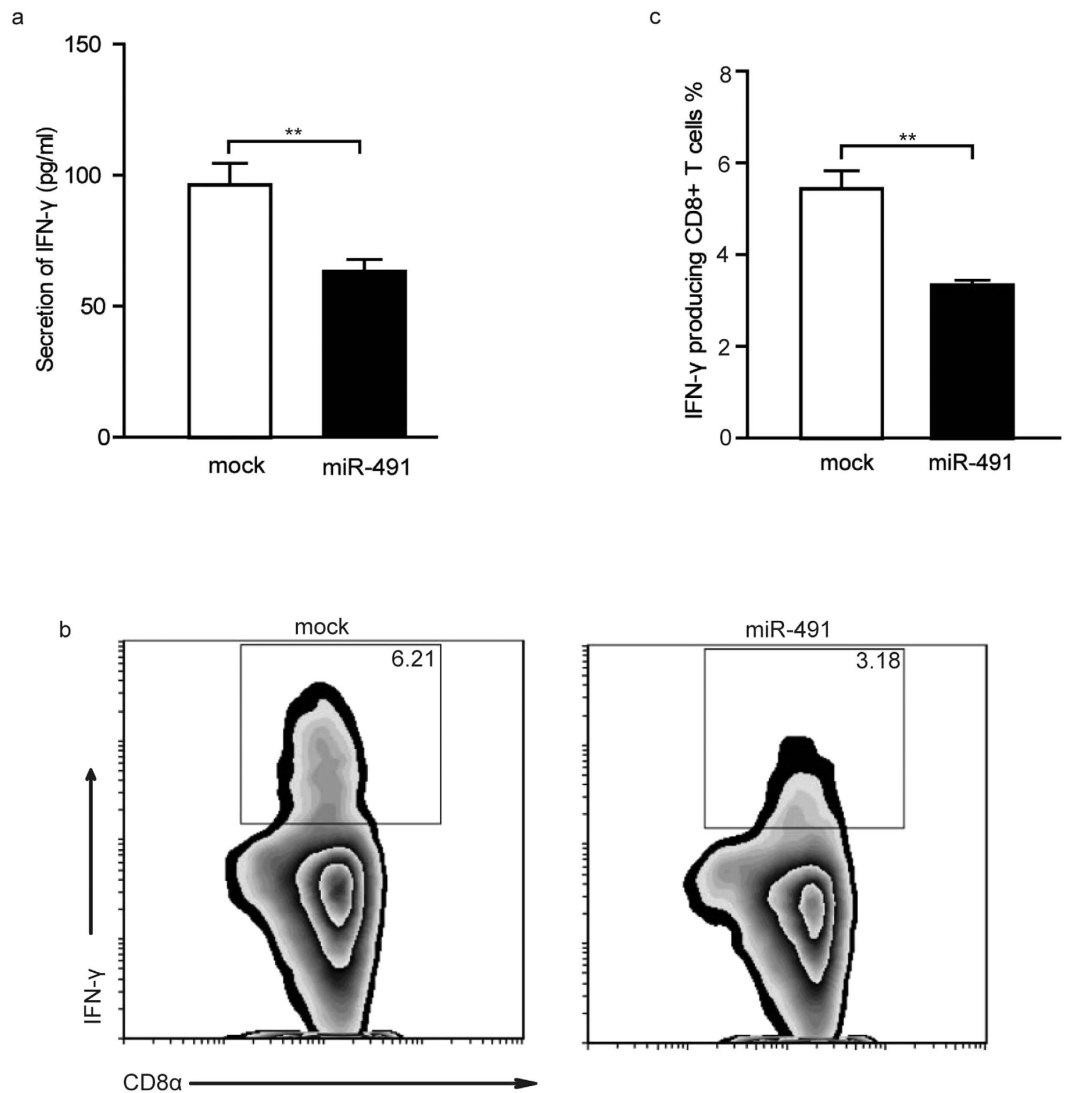 a
Secretion of IFN-γ (pg/ml)
150
100
50
0
**
mock
miR-491
c
IFN-γ producing CD8+ T cells %
8
6
4
2
0
**
mock
miR-491
b
mock
6.21
miR-491
3.18
IFN-γ
CD8α